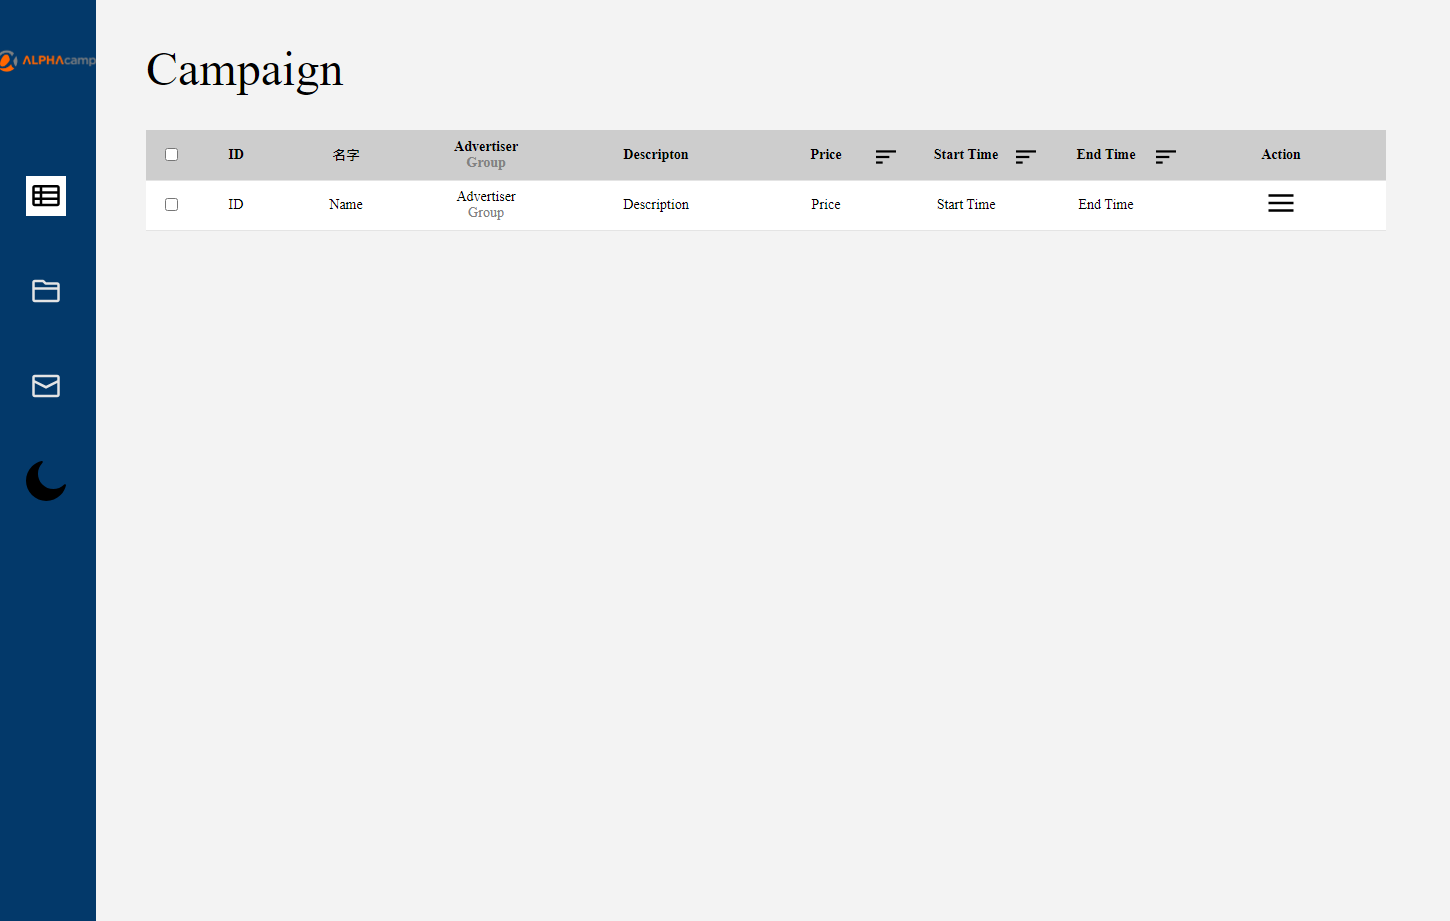 ALPHAcamp
Campaign
ID
名字
Advertiser
Group
Descripton
Price
Start Time
End Time
Action
ID
Name
Advertiser
Group
Description
Price
Start Time
End Time